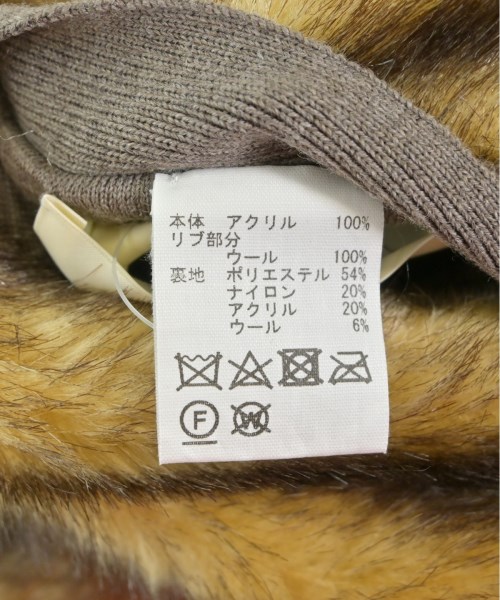 本体 アクリル 100%
リブ部分
ウール 100%
裏地 ポリエステル 54%
ナイロン 20%
アクリル 20%
ウール 6%
F W